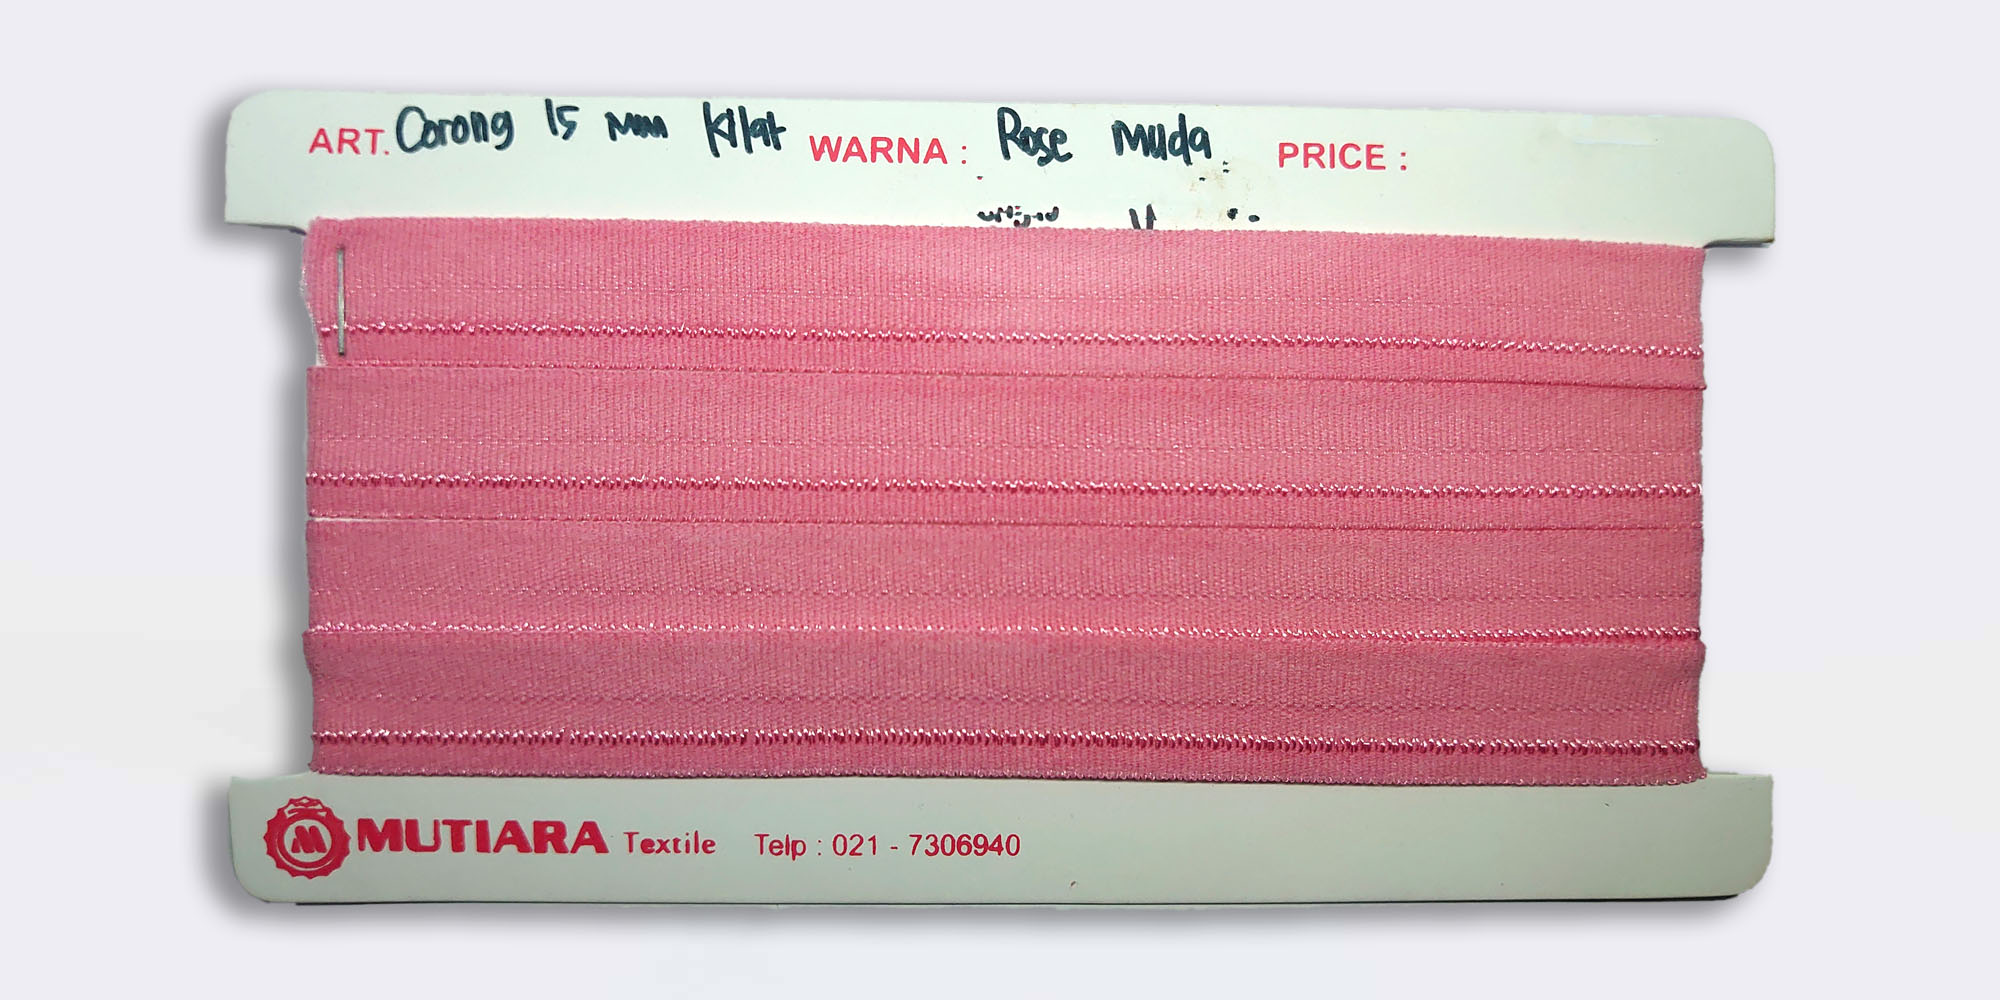 ART. Corong 15 mm kilat WARNA : Rose Muda PRICE :
M MUTIARA Textile Telp : 021 - 7306940